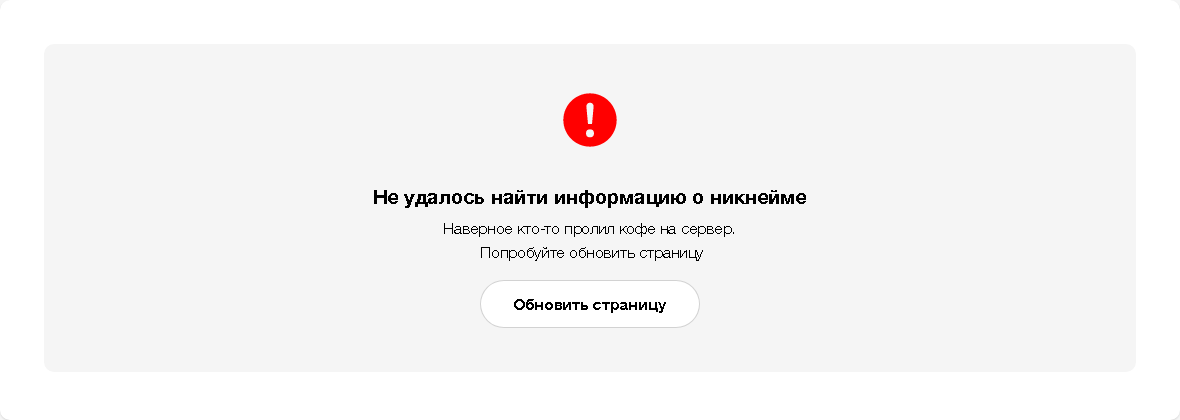 Не удалось найти информацию о никнейме
Наверное кто-то пролил кофе на сервер.
Попробуйте обновить страницу
Обновить страницу